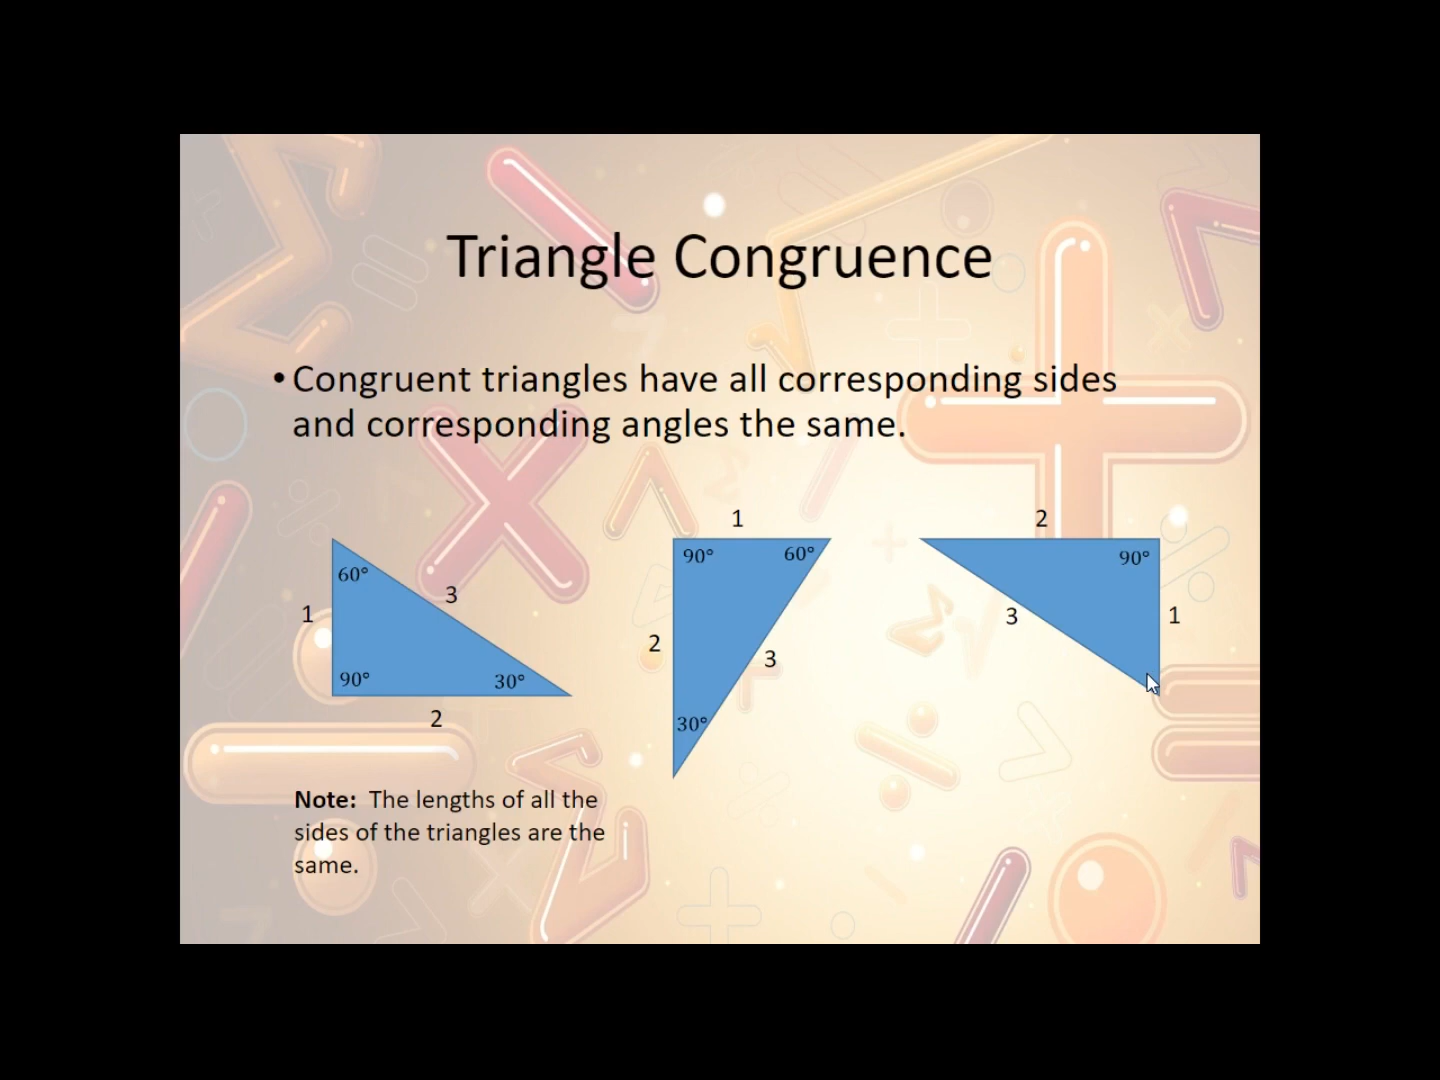 Triangle Congruence
• Congruent triangles have all corresponding sides
and corresponding angles the same.
60°
1
3
90°
30°
2
1
90°
60°
2
3
30°
2
90°
3
1
Note: The lengths of all the
sides of the triangles are the
same.